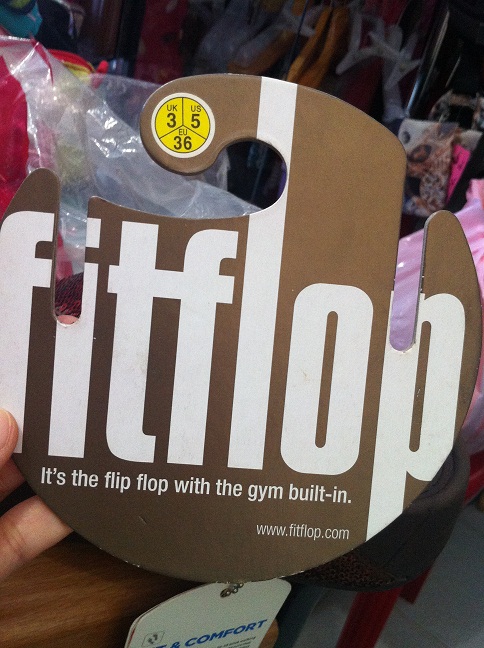 UK 3
US 5
EU 36
fitflop
It's the flip flop with the gym built-in.
www.fitflop.com
& COMFORT